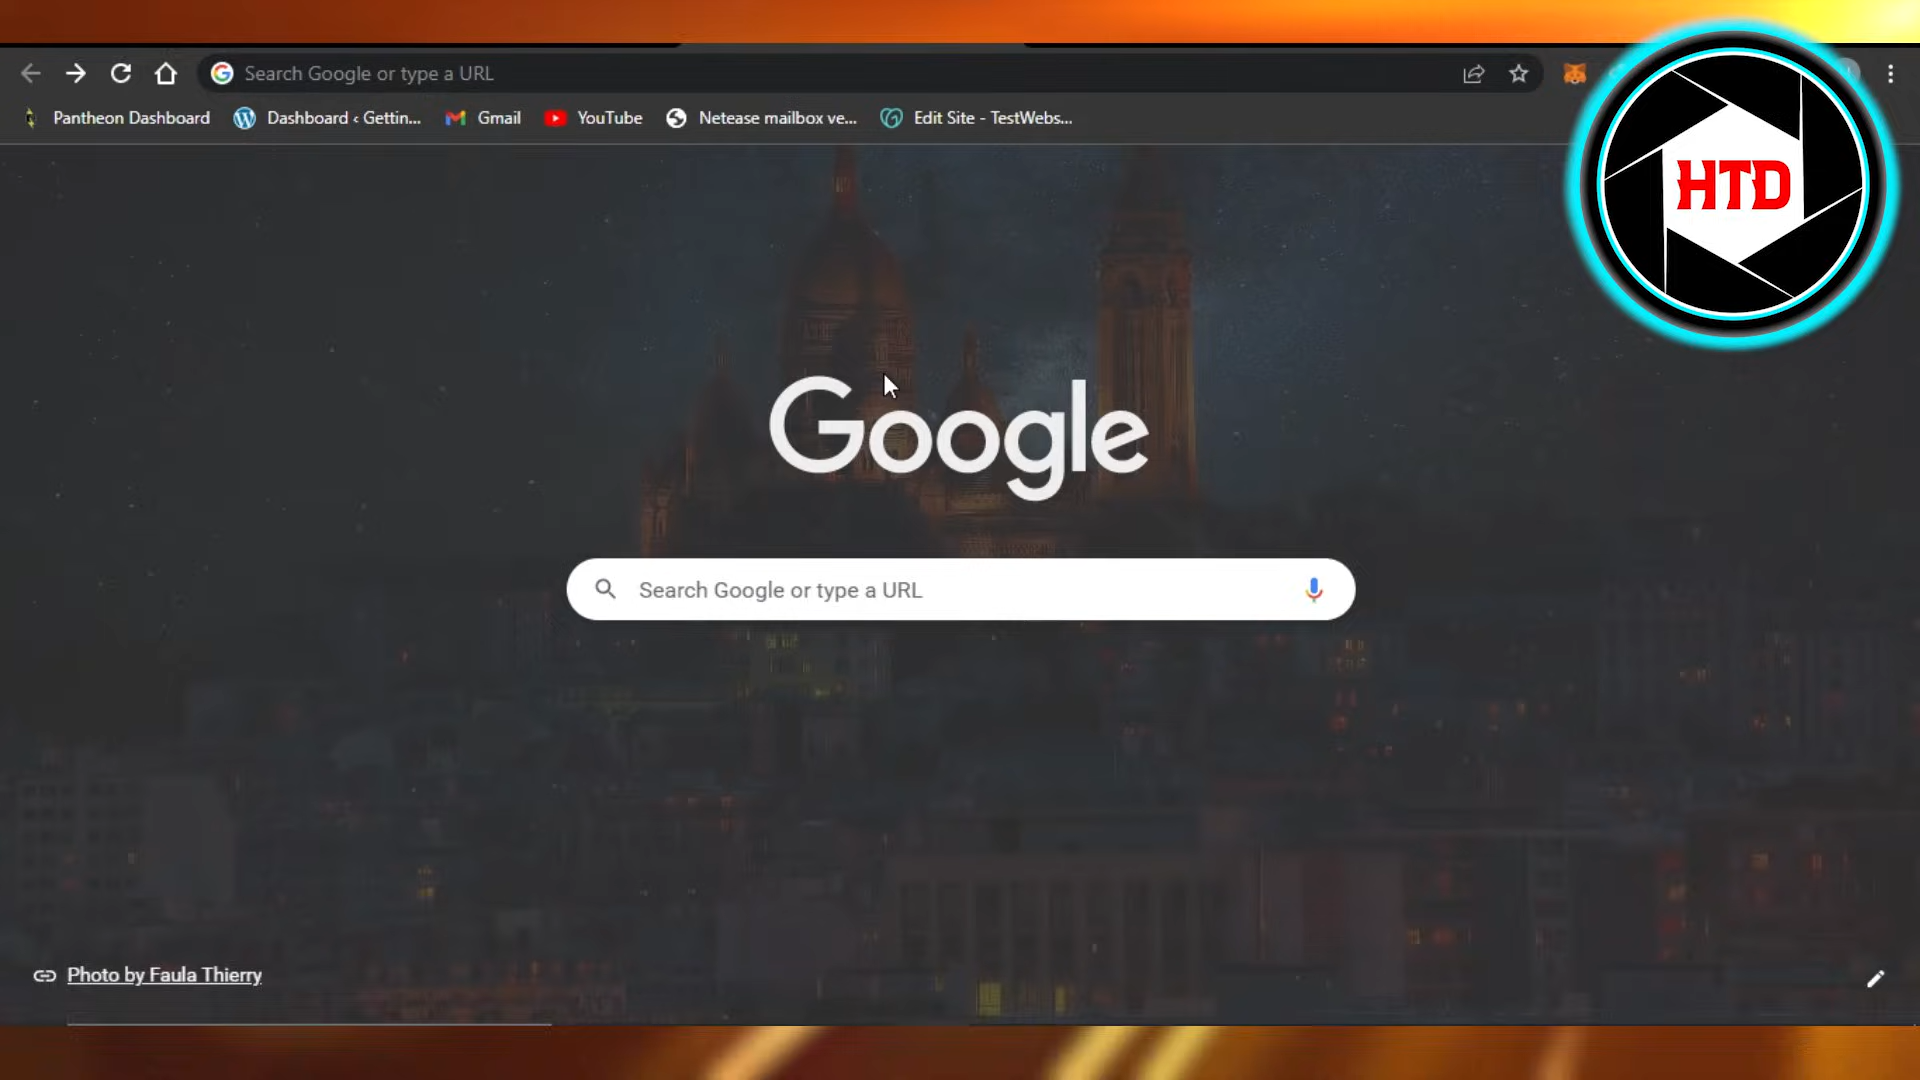 Search Google or type a URL
Pantheon Dashboard
Dashboard ‹ Gettin...
Gmail
YouTube
Netease mailbox ve...
Edit Site - TestWebs...
HTD
Google
Search Google or type a URL
Photo by Faula Thierry